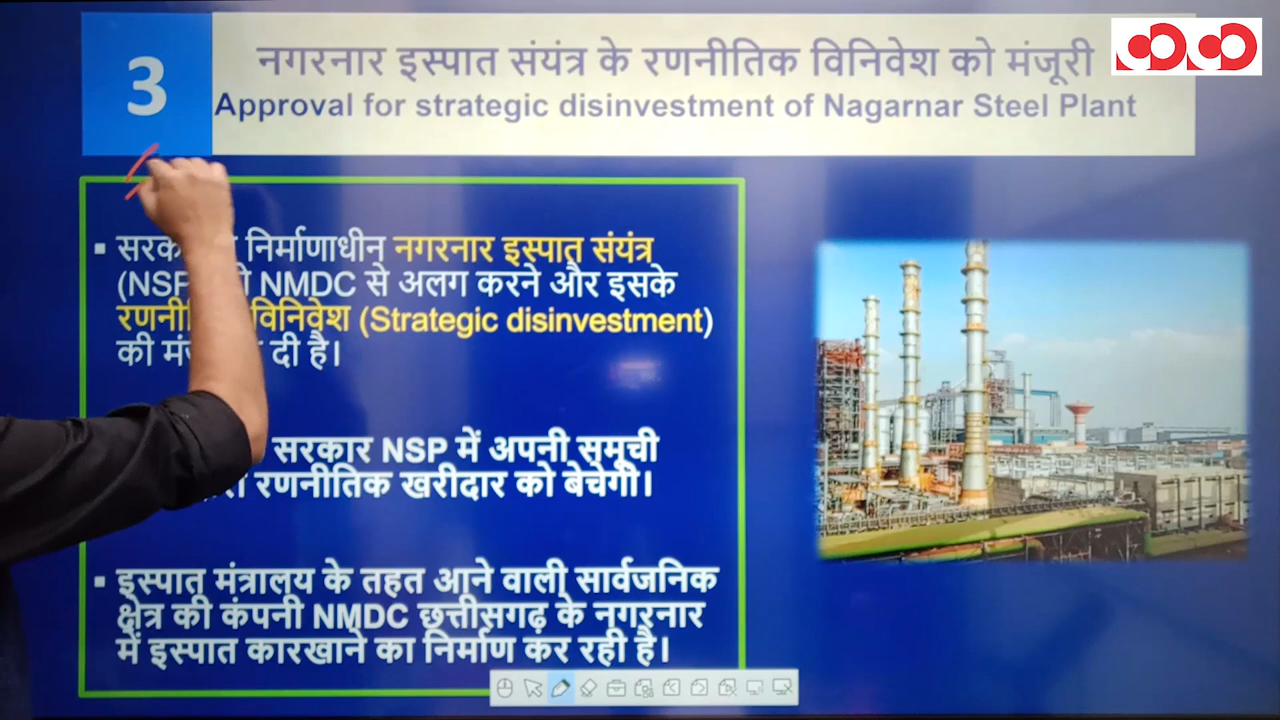 3
नगरनार इस्पात संयंत्र के रणनीतिक विनिवेश को मंजूरी
Approval for strategic disinvestment of Nagarnar Steel Plant
निर्माणाधीन नगरनार इस्पात संयंत्र
(NSP NMDC से अलग करने और इसके
विनिवेश (Strategic disinvestment)
की दी है।
सरकार NSP में अपनी समूची
रणनीतिक खरीदार को बेचेगी।
इस्पात मंत्रालय के तहत आने वाली सार्वजनिक
क्षेत्र की कंपनी NMDC छत्तीसगढ़ के नगरनार
में इस्पात कारखाने का निर्माण कर रही है।